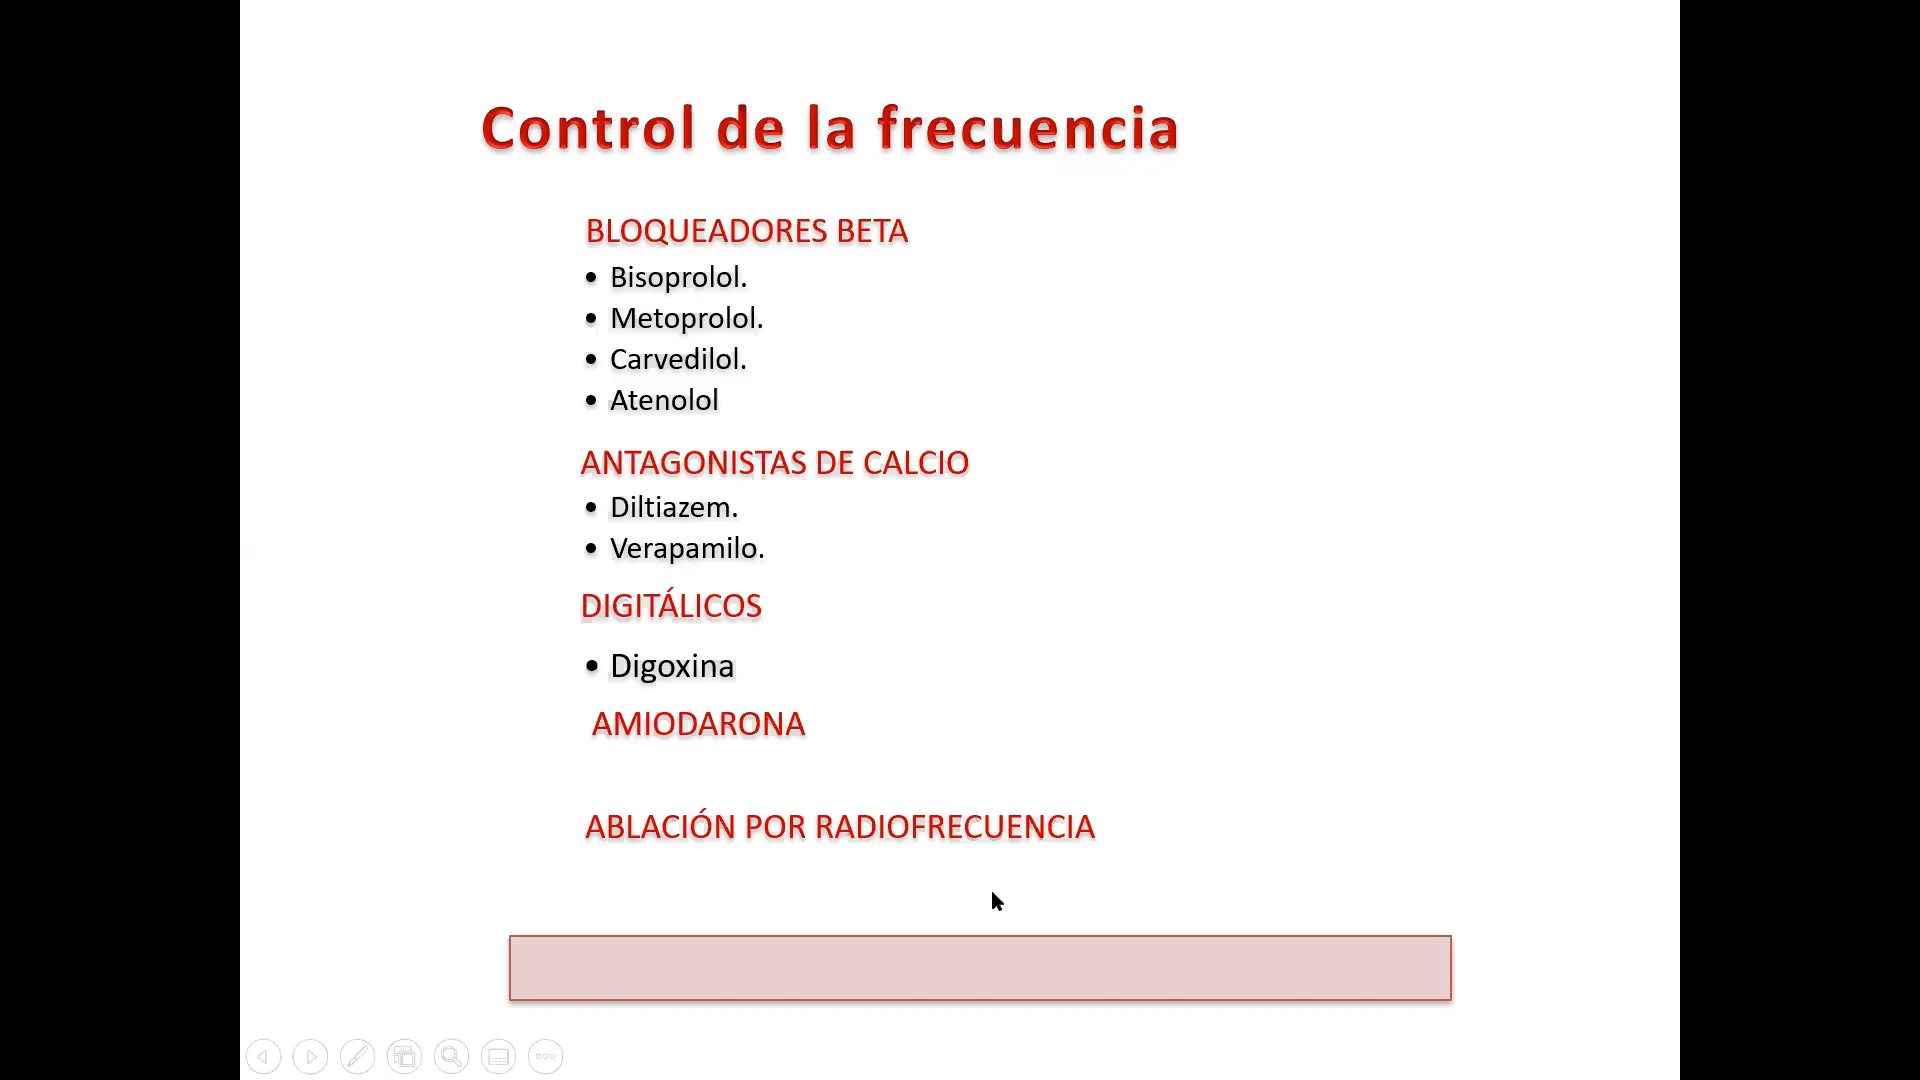 Control de la frecuencia
BLOQUEADORES BETA
• Bisoprolol.
• Metoprolol.
• Carvedilol.
• Atenolol
ANTAGONISTAS DE CALCIO
• Diltiazem.
• Verapamilo.
DIGITÁLICOS
• Digoxina
AMIODARONA
ABLACIÓN POR RADIOFRECUENCIA